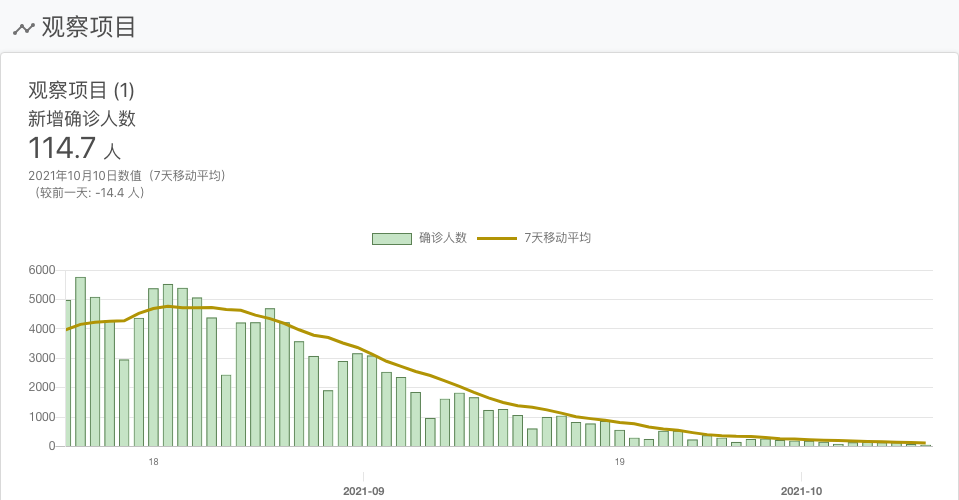 观察项目
观察项目 (1)
新增确诊人数
114.7 人
2021年10月10日数值（7天移动平均）
（较前一天: -14.4 人）
确诊人数 7天移动平均
6000
5000
4000
3000
2000
1000
0
18 19
2021-09 2021-10